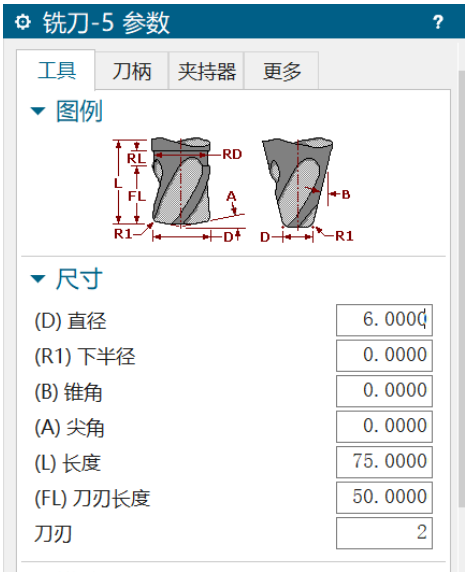 铣刀-5 参数 ?
工具 刀柄 夹持器 更多
图例
RL RD
L
FL A B
R1 D D R1
尺寸
(D) 直径 6.0000
(R1) 下半径 0.0000
(B) 锥角 0.0000
(A) 尖角 0.0000
(L) 长度 75.0000
(FL) 刀刃长度 50.0000
刀刃 2